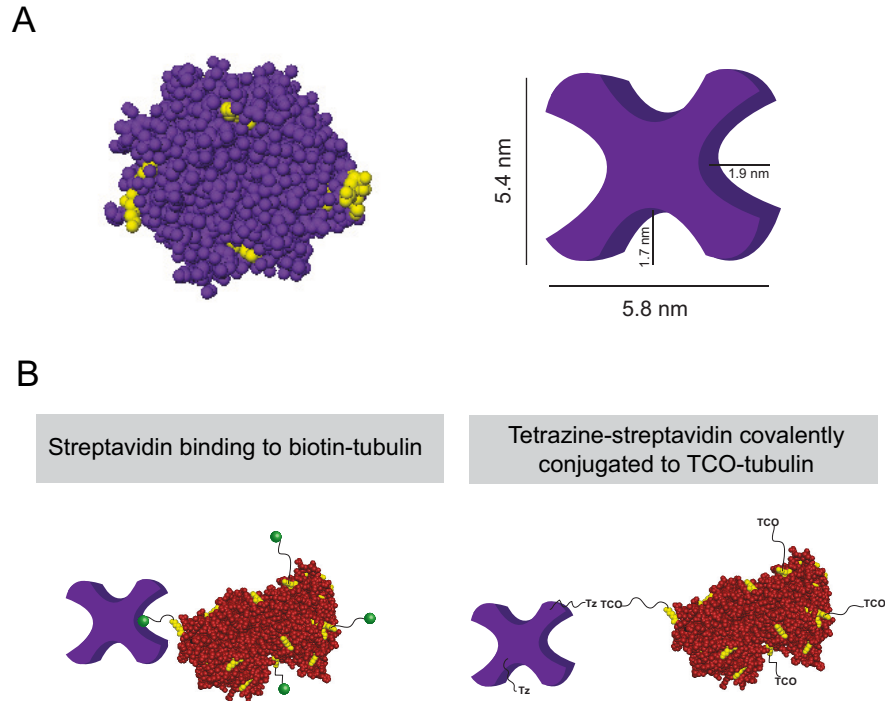 A
5.4 nm
1.9 nm
1.7 nm
5.8 nm
B
Streptavidin binding to biotin-tubulin
Tetrazine-streptavidin covalently
conjugated to TCO-tubulin
TCO
Tz TCO
TCO
TCO
Tz